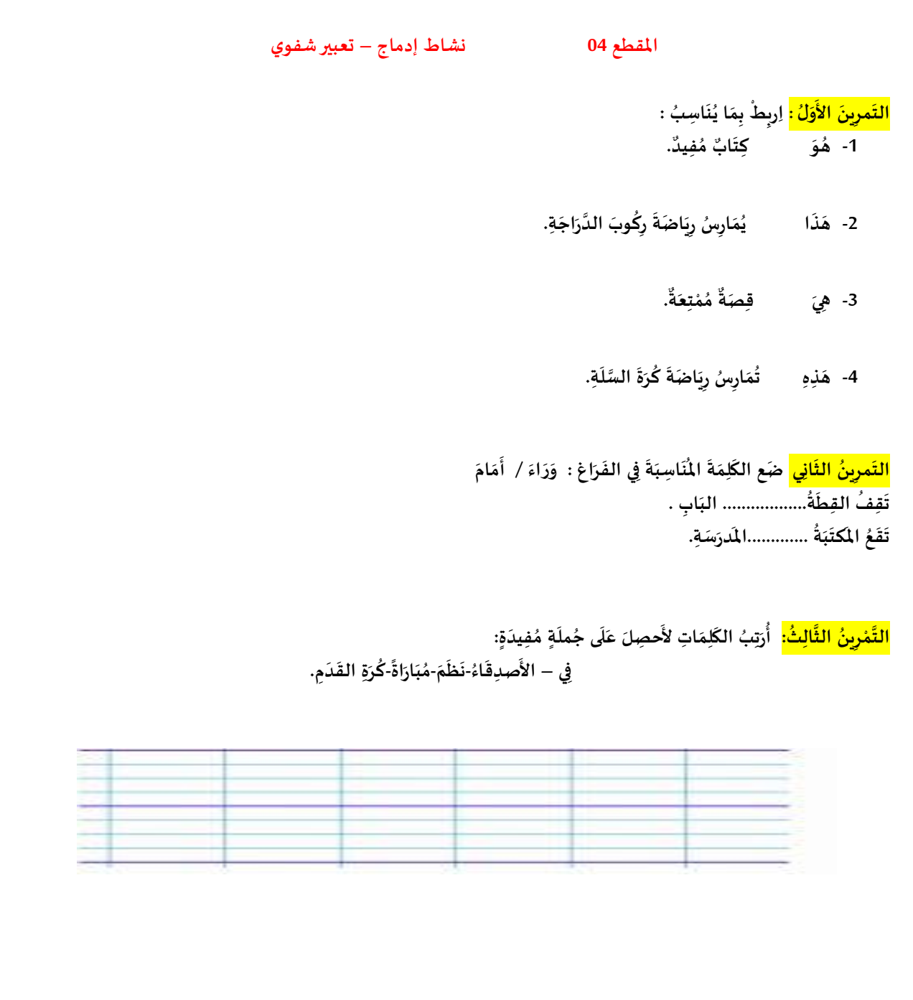 المقطع 04 نشاط إدماج – تعبير شفوي
التَمرِينَ الأَوَلُ : اِربِطْ بِمَا يُنَاسِبُ :
1- هُوَ كِتَابٌ مُفِيدٌ.
2- هَذَا يُمَارِسُ رِيَاضَةَ رِكُوبَ الدَّرَاجَةِ.
3- هِيَ قِصَةٌ مُمْتِعَةٌ.
4- هَذِهِ تُمَارِسُ رِيَاضَةَ كُرَةَ السَّلَةِ.
التَمرِينُ الثَانِي ضَع الكَلِمَةَ المُنَاسِبَةَ فِي الفَرَاغ : وَرَاءَ / أَمَامَ
تَقِفُ القِطَةُ.................. البَابِ .
تَقَعُ المَكتَبَةُ .............المَدرَسَةِ.
التَّمْرِينُ الثَّالِثُ: أُرَتِبُ الكَلِمَاتِ لأَحصِلَ عَلَى جُملَةٍ مُفِيدَةٍ:
فِي – الأَصدِقَاءُ-نَظَمَ-مُبَارَاةً-كُرَةِ القَدَمِ.